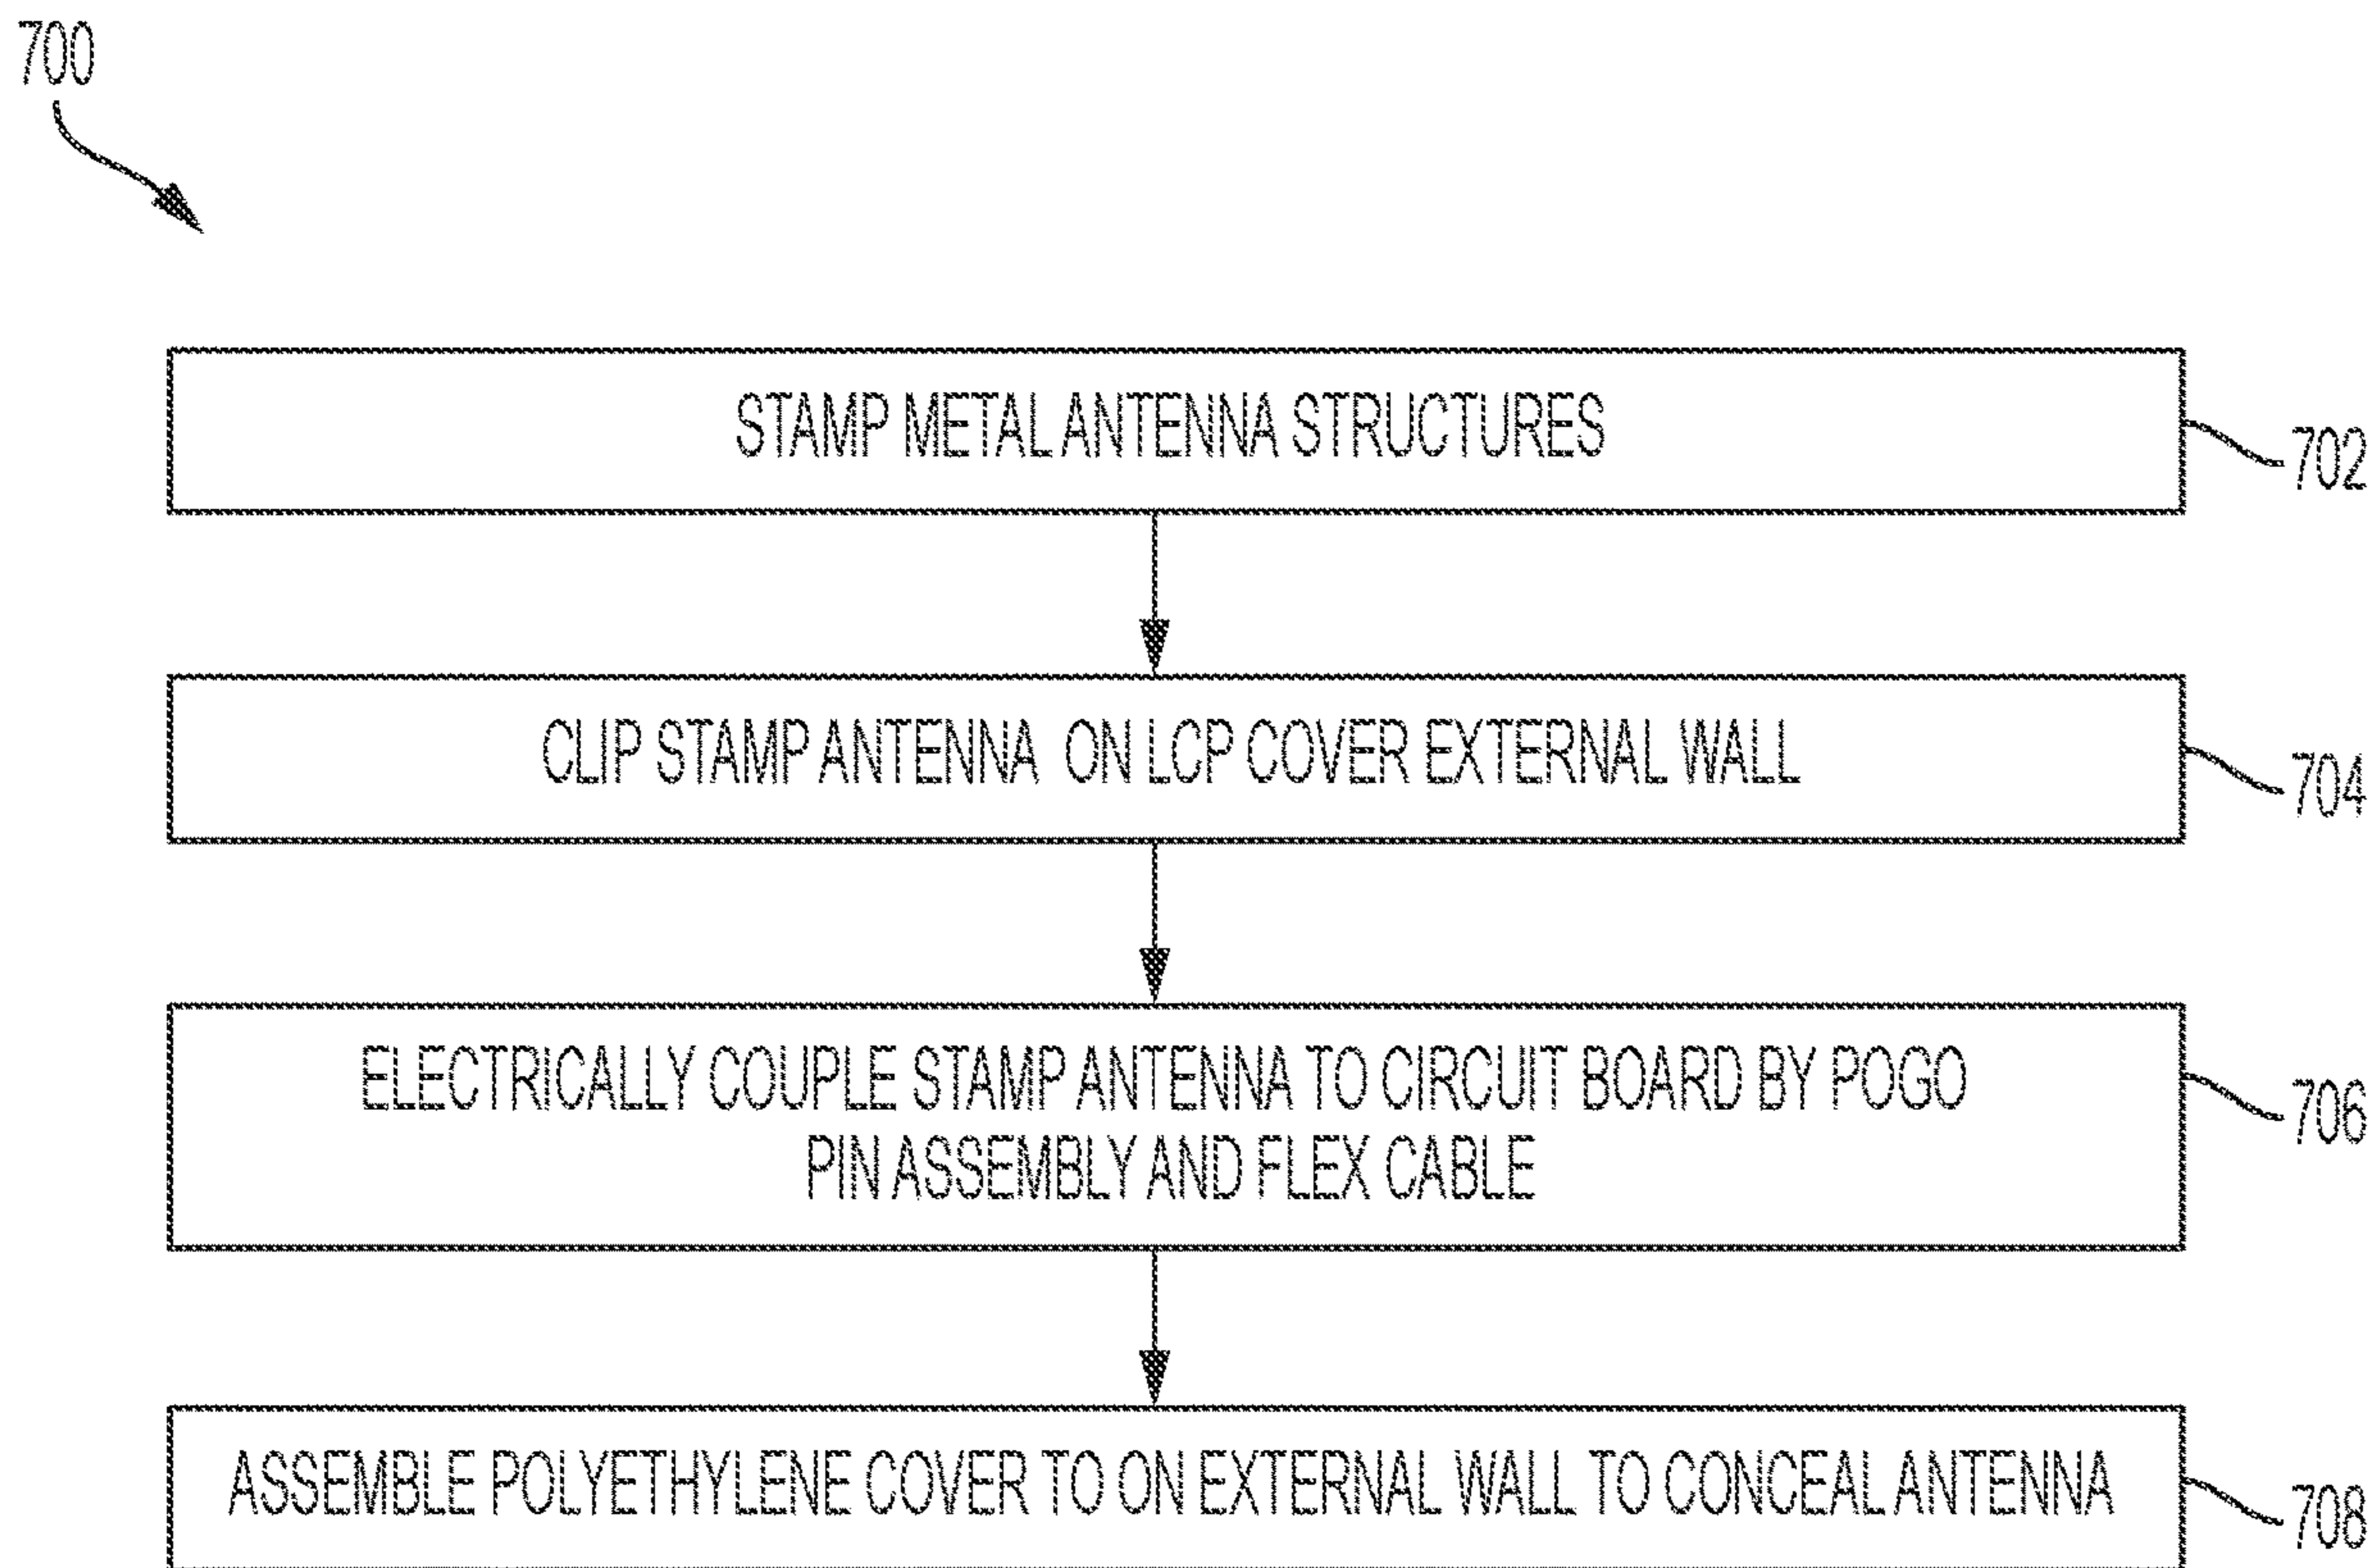 700
STAMP METAL ANTENNA STRUCTURES
702
CLIP STAMP ANTENNA ON LCP COVER EXTERNAL WALL
704
ELECTRICALLY COUPLE STAMP ANTENNA TO CIRCUIT BOARD BY POGO
PIN ASSEMBLY AND FLEX CABLE
706
ASSEMBLE POLYETHYLENE COVER TO ON EXTERNAL WALL TO CONCEAL ANTENNA
708